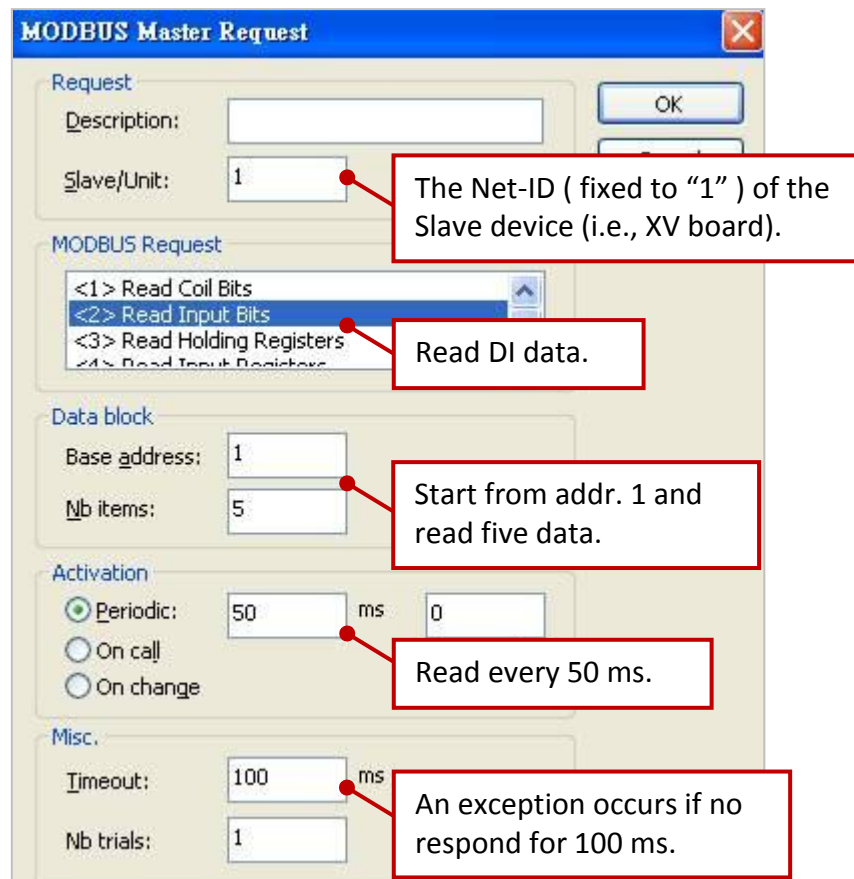 MODBUS Master Request
Request
Description:
OK
Slave/Unit: 1
The Net-ID ( fixed to “1” ) of the
Slave device (i.e., XV board).
MODBUS Request
<1> Read Coil Bits
<2> Read Input Bits
<3> Read Holding Registers
<4> Read Input Registers
Read DI data.
Data block
Base address: 1
Nb items: 5
Start from addr. 1 and
read five data.
Activation
Periodic: 50 ms 0
On call
On change
Read every 50 ms.
Misc.
Timeout: 100 ms
Nb trials: 1
An exception occurs if no
respond for 100 ms.